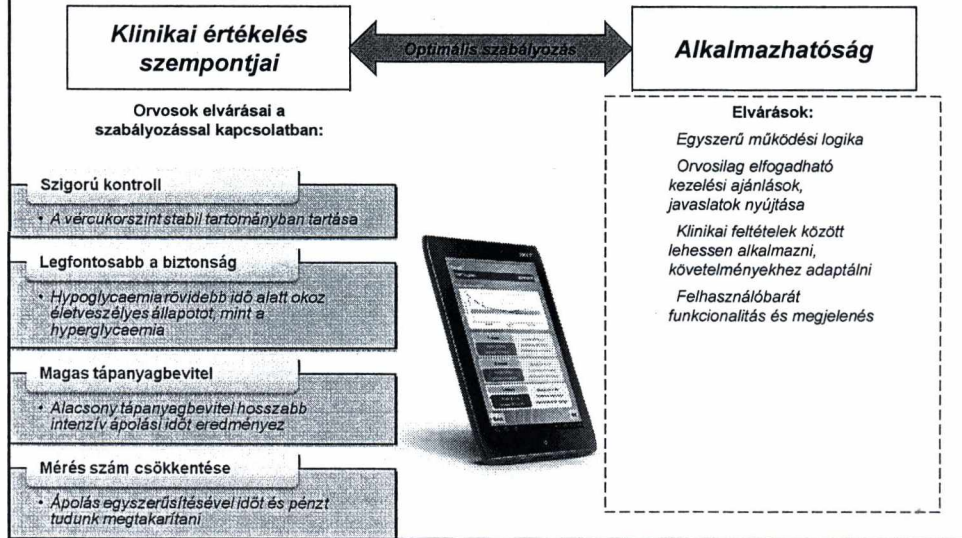 Klinikai értékelés
szempontjai
Optimális szabályozás
Alkalmazhatóság
Orvosok elvárásai a
szabályozással kapcsolatban:
Szigorú kontroll
• A vércukorszint stabil tartományban tartása
Legfontosabb a biztonság
• Hypoglycaemia rövidebb idő alatt okoz
életveszélyes állapotot, mint a
hyperglycaemia
Magas tápanyagbevitel
• Alacsony tápanyagbevitel hosszabb
intenzív ápolási időt eredményez
Mérés szám csökkentése
• Ápolás egyszerűsítésével időt és pénzt
tudunk megtakarítani
Elvárások:
Egyszerű működési logika
Orvosilag elfogadható
kezelési ajánlások,
javaslatok nyújtása
Klinikai feltételek között
lehessen alkalmazni,
követelményekhez adaptálni
Felhasználóbarát
funkcionalitás és megjelenés